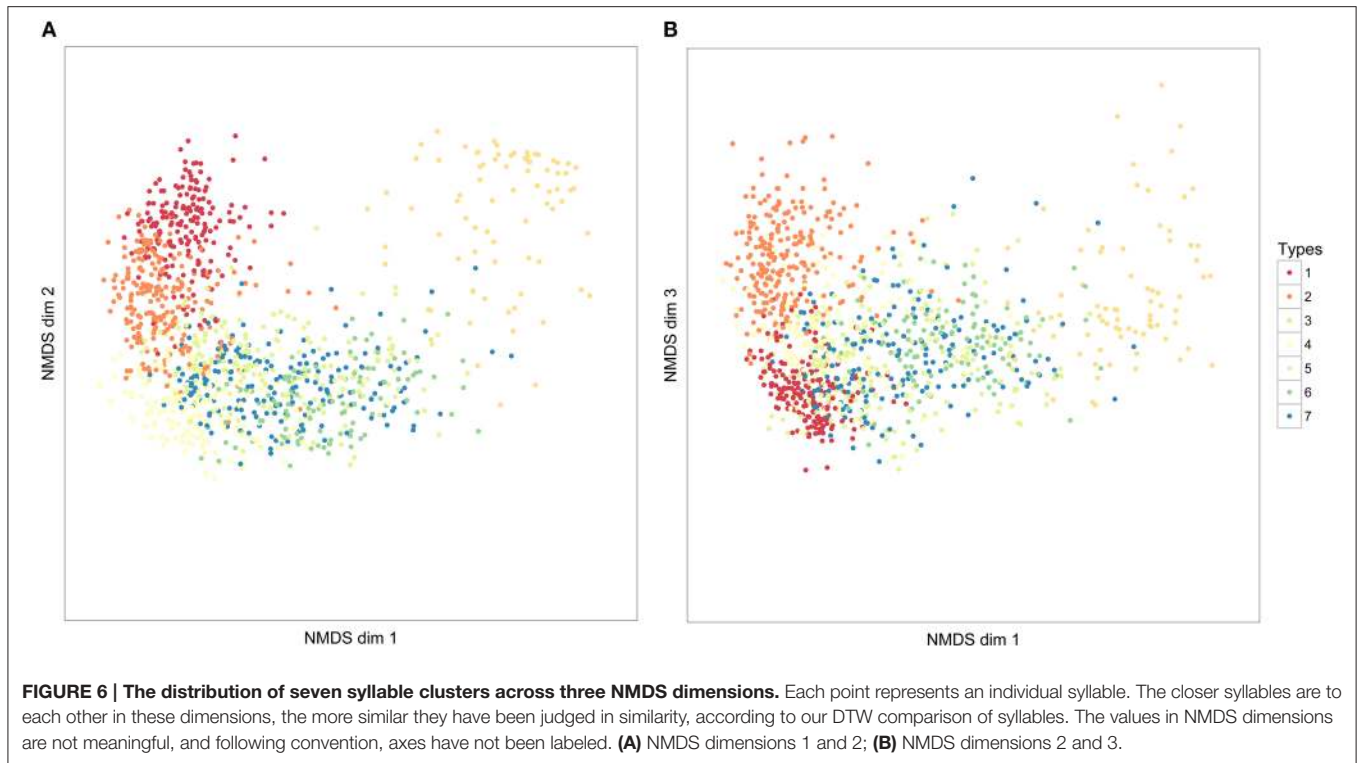 A
B
NMDS dim 2
NMDS dim 1
NMDS dim 3
NMDS dim 1
Types
1
2
3
4
5
6
7
FIGURE 6 | The distribution of seven syllable clusters across three NMDS dimensions. Each point represents an individual syllable. The closer syllables are to
each other in these dimensions, the more similar they have been judged in similarity, according to our DTW comparison of syllables. The values in NMDS dimensions
are not meaningful, and following convention, axes have not been labeled. (A) NMDS dimensions 1 and 2; (B) NMDS dimensions 2 and 3.